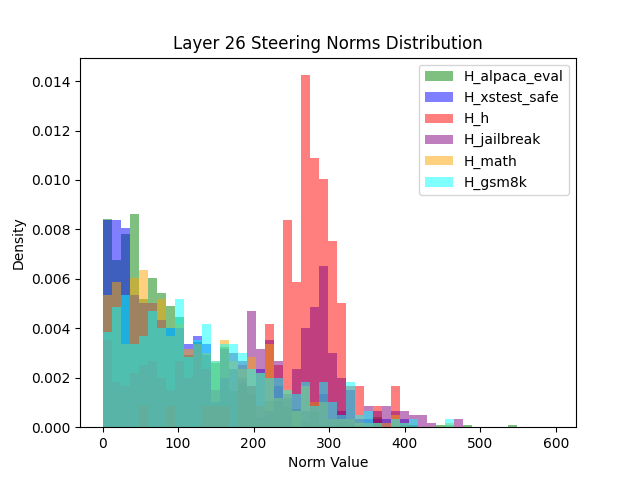 Layer 26 Steering Norms Distribution
0.014
0.012
0.010
0.008
0.006
0.004
0.002
0.000
Density
H_alpaca_eval
H_xstest_safe
H_h
H_jailbreak
H_math
H_gsm8k
0 100 200 300 400 500 600
Norm Value